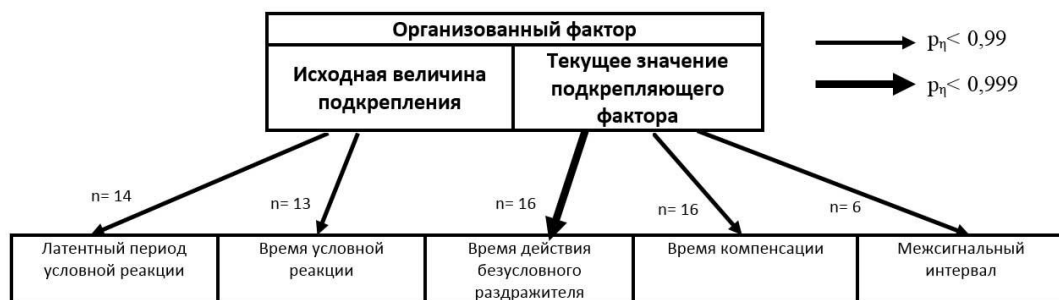 Организованный фактор
Исходная величина
подкрепления
Текущее значение
подкрепляющего
фактора
pη< 0,99
pη< 0,999
n= 14
n= 13
n= 16
n= 16
n= 6
Латентный период
условной реакции
Время условной
реакции
Время действия
безусловного
раздражителя
Время компенсации
Межсигнальный
интервал